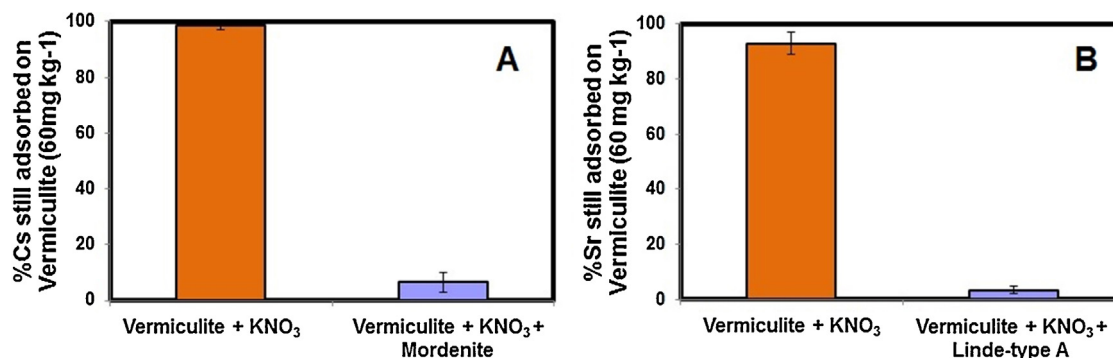 %Cs still adsorbed on
Vermiculite (60mg kg-1)
100
80
60
40
20
0
A
Vermiculite + KNO₃
Vermiculite + KNO₃ +
Mordenite
%Sr still adsorbed on
Vermiculite (60 mg kg-1)
100
80
60
40
20
0
B
Vermiculite + KNO₃
Vermiculite + KNO₃ +
Linde-type A